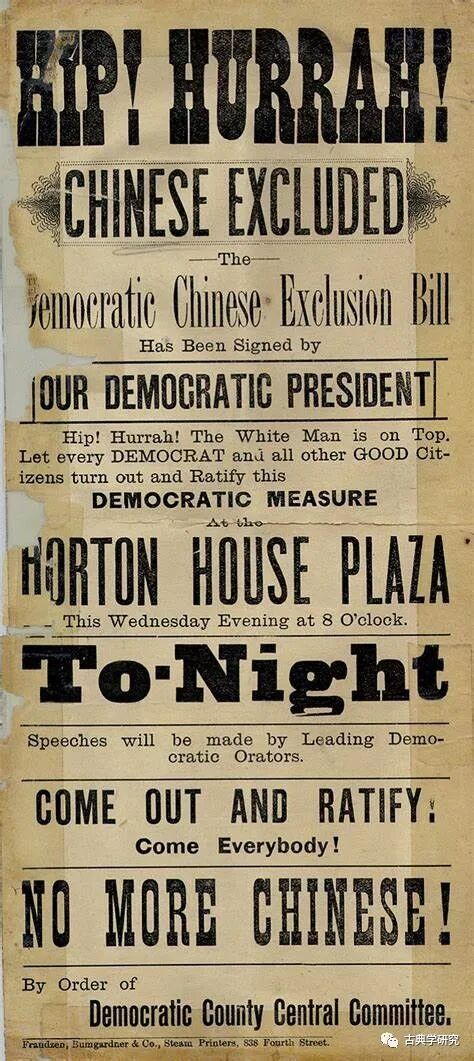 HIP! HURRAH!
CHINESE EXCLUDED
The
Democratic Chinese Exclusion Bill
Has Been Signed by
OUR DEMOCRATIC PRESIDENT
Hip! Hurrah! The White Man is on Top.
Let every DEMOCRAT and all other GOOD Cit-
izens turn out and Ratify this
DEMOCRATIC MEASURE
At the
HORTON HOUSE PLAZA
This Wednesday Evening at 8 O'clock.
To-Night
Speeches will be made by Leading Demo-
cratic Orators.
COME OUT AND RATIFY!
Come Everybody!
NO MORE CHINESE!
By Order of
Democratic County Central Committee.
Frandzen, Bumgardner & Co., Steam Printers, 838 Fourth Street.
古典学研究